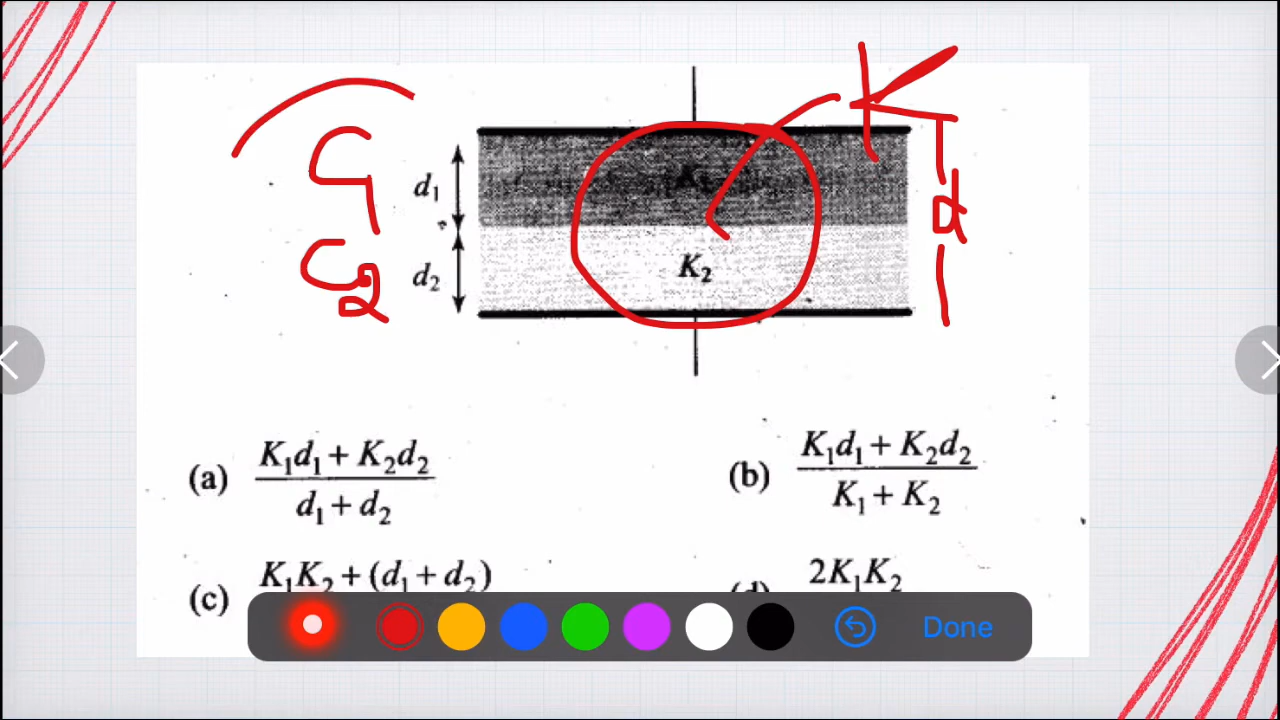 K
C₁
d₁
K₁
d
C₂
d₂
K₂
(a) K₁d₁ + K₂d₂ / d₁ + d₂
(b) K₁d₁ + K₂d₂ / K₁ + K₂
(c) K₁K₂ + (d₁ + d₂)
2K₁K₂
Done